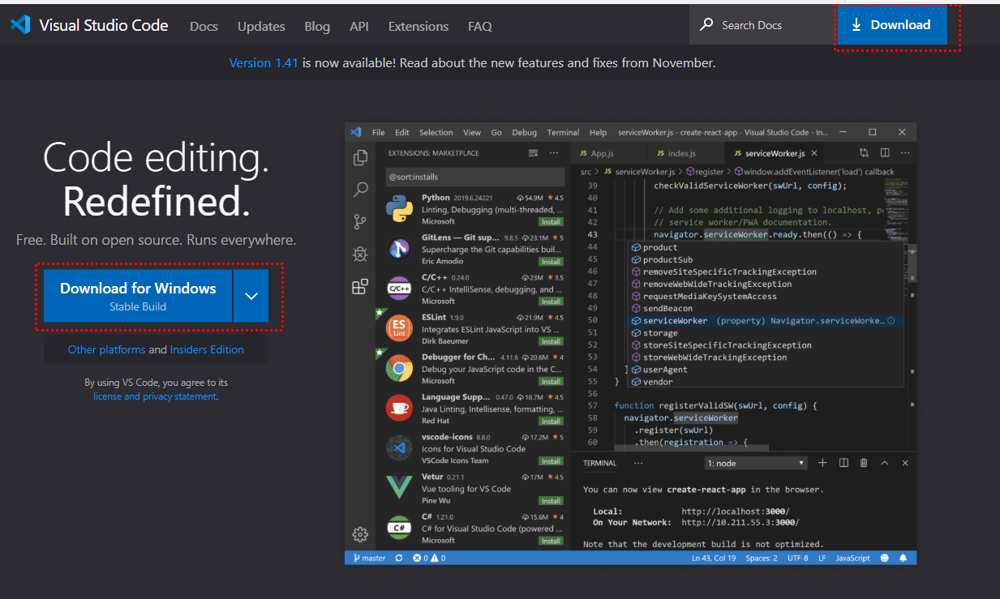 Visual Studio Code Docs Updates Blog API Extensions FAQ Search Docs Download
Version 1.41 is now available! Read about the new features and fixes from November.
Code editing.
Redefined.
Free. Built on open source. Runs everywhere.
Download for Windows
Stable Build
Other platforms and Insiders Edition
By using VS Code, you agree to its
license and privacy statement.
File Edit Selection View Go Debug Terminal Help serviceWorker.js - create-react-app - Visual Studio Code - In...
EXTENSIONS: MARKETPLACE
@sort:installs
Python 2019.6.24221 54.9M 4.5
Linting, Debugging (multi-threaded, ...
Microsoft Install
GitLens — Git sup... 9.8.5 23.1M 5
Supercharge the Git capabilities buil...
Eric Amodio Install
C/C++
C/C++ 0.24.0 23M 3.5
C/C++ IntelliSense, debugging, and ...
Microsoft Install
ES
Lint
ESLint 1.9.0 21.9M 4.5
Integrates ESLint JavaScript into VS ...
Dirk Baeumer Install
Debugger for Ch... 4.11.6 20.6M 4
Debug your JavaScript code in the C...
Microsoft Install
Language Supp... 0.47.0 18.7M 4.5
Java Linting, Intellisense, formatting, ...
Red Hat Install
vscode-icons 8.8.0 17.2M 5
Icons for Visual Studio Code
VSCode Icons Team Install
Vetur 0.21.1 17M 4.5
Vue tooling for VS Code
Pine Wu Install
C#
C# 1.21.0 15.6M 4
C# for Visual Studio Code (powered ...
Microsoft Install
JS App.js JS index.js JS serviceWorker.js
src > JS serviceWorker.js > register > window.addEventListener('load') callback
39 checkValidServiceWorker(swUrl, config);
40
41 // Add some additional logging to localhost, p
42 // service worker/PWA documentation.
43 navigator.serviceWorker.ready.then(() => {
44 product
45 productSub
46 removeSiteSpecificTrackingException
47 removeWebWideTrackingException
48 requestMediaKeySystemAccess
49 sendBeacon
50 serviceWorker (property) Navigator.serviceWorke...
51 storage
52 storeSiteSpecificTrackingException
53 storeWebWideTrackingException
54 } userAgent
55 } vendor
56
57 function registerValidSW(swUrl, config) {
58 navigator.serviceWorker
59 .register(swUrl)
60 .then(registration => {
TERMINAL ... 1: node
You can now view create-react-app in the browser.
Local: http://localhost:3000/
On Your Network: http://10.211.55.3:3000/
Note that the development build is not optimized.
master 0 0 Ln 43, Col 19 Spaces: 2 UTF-8 LF JavaScript